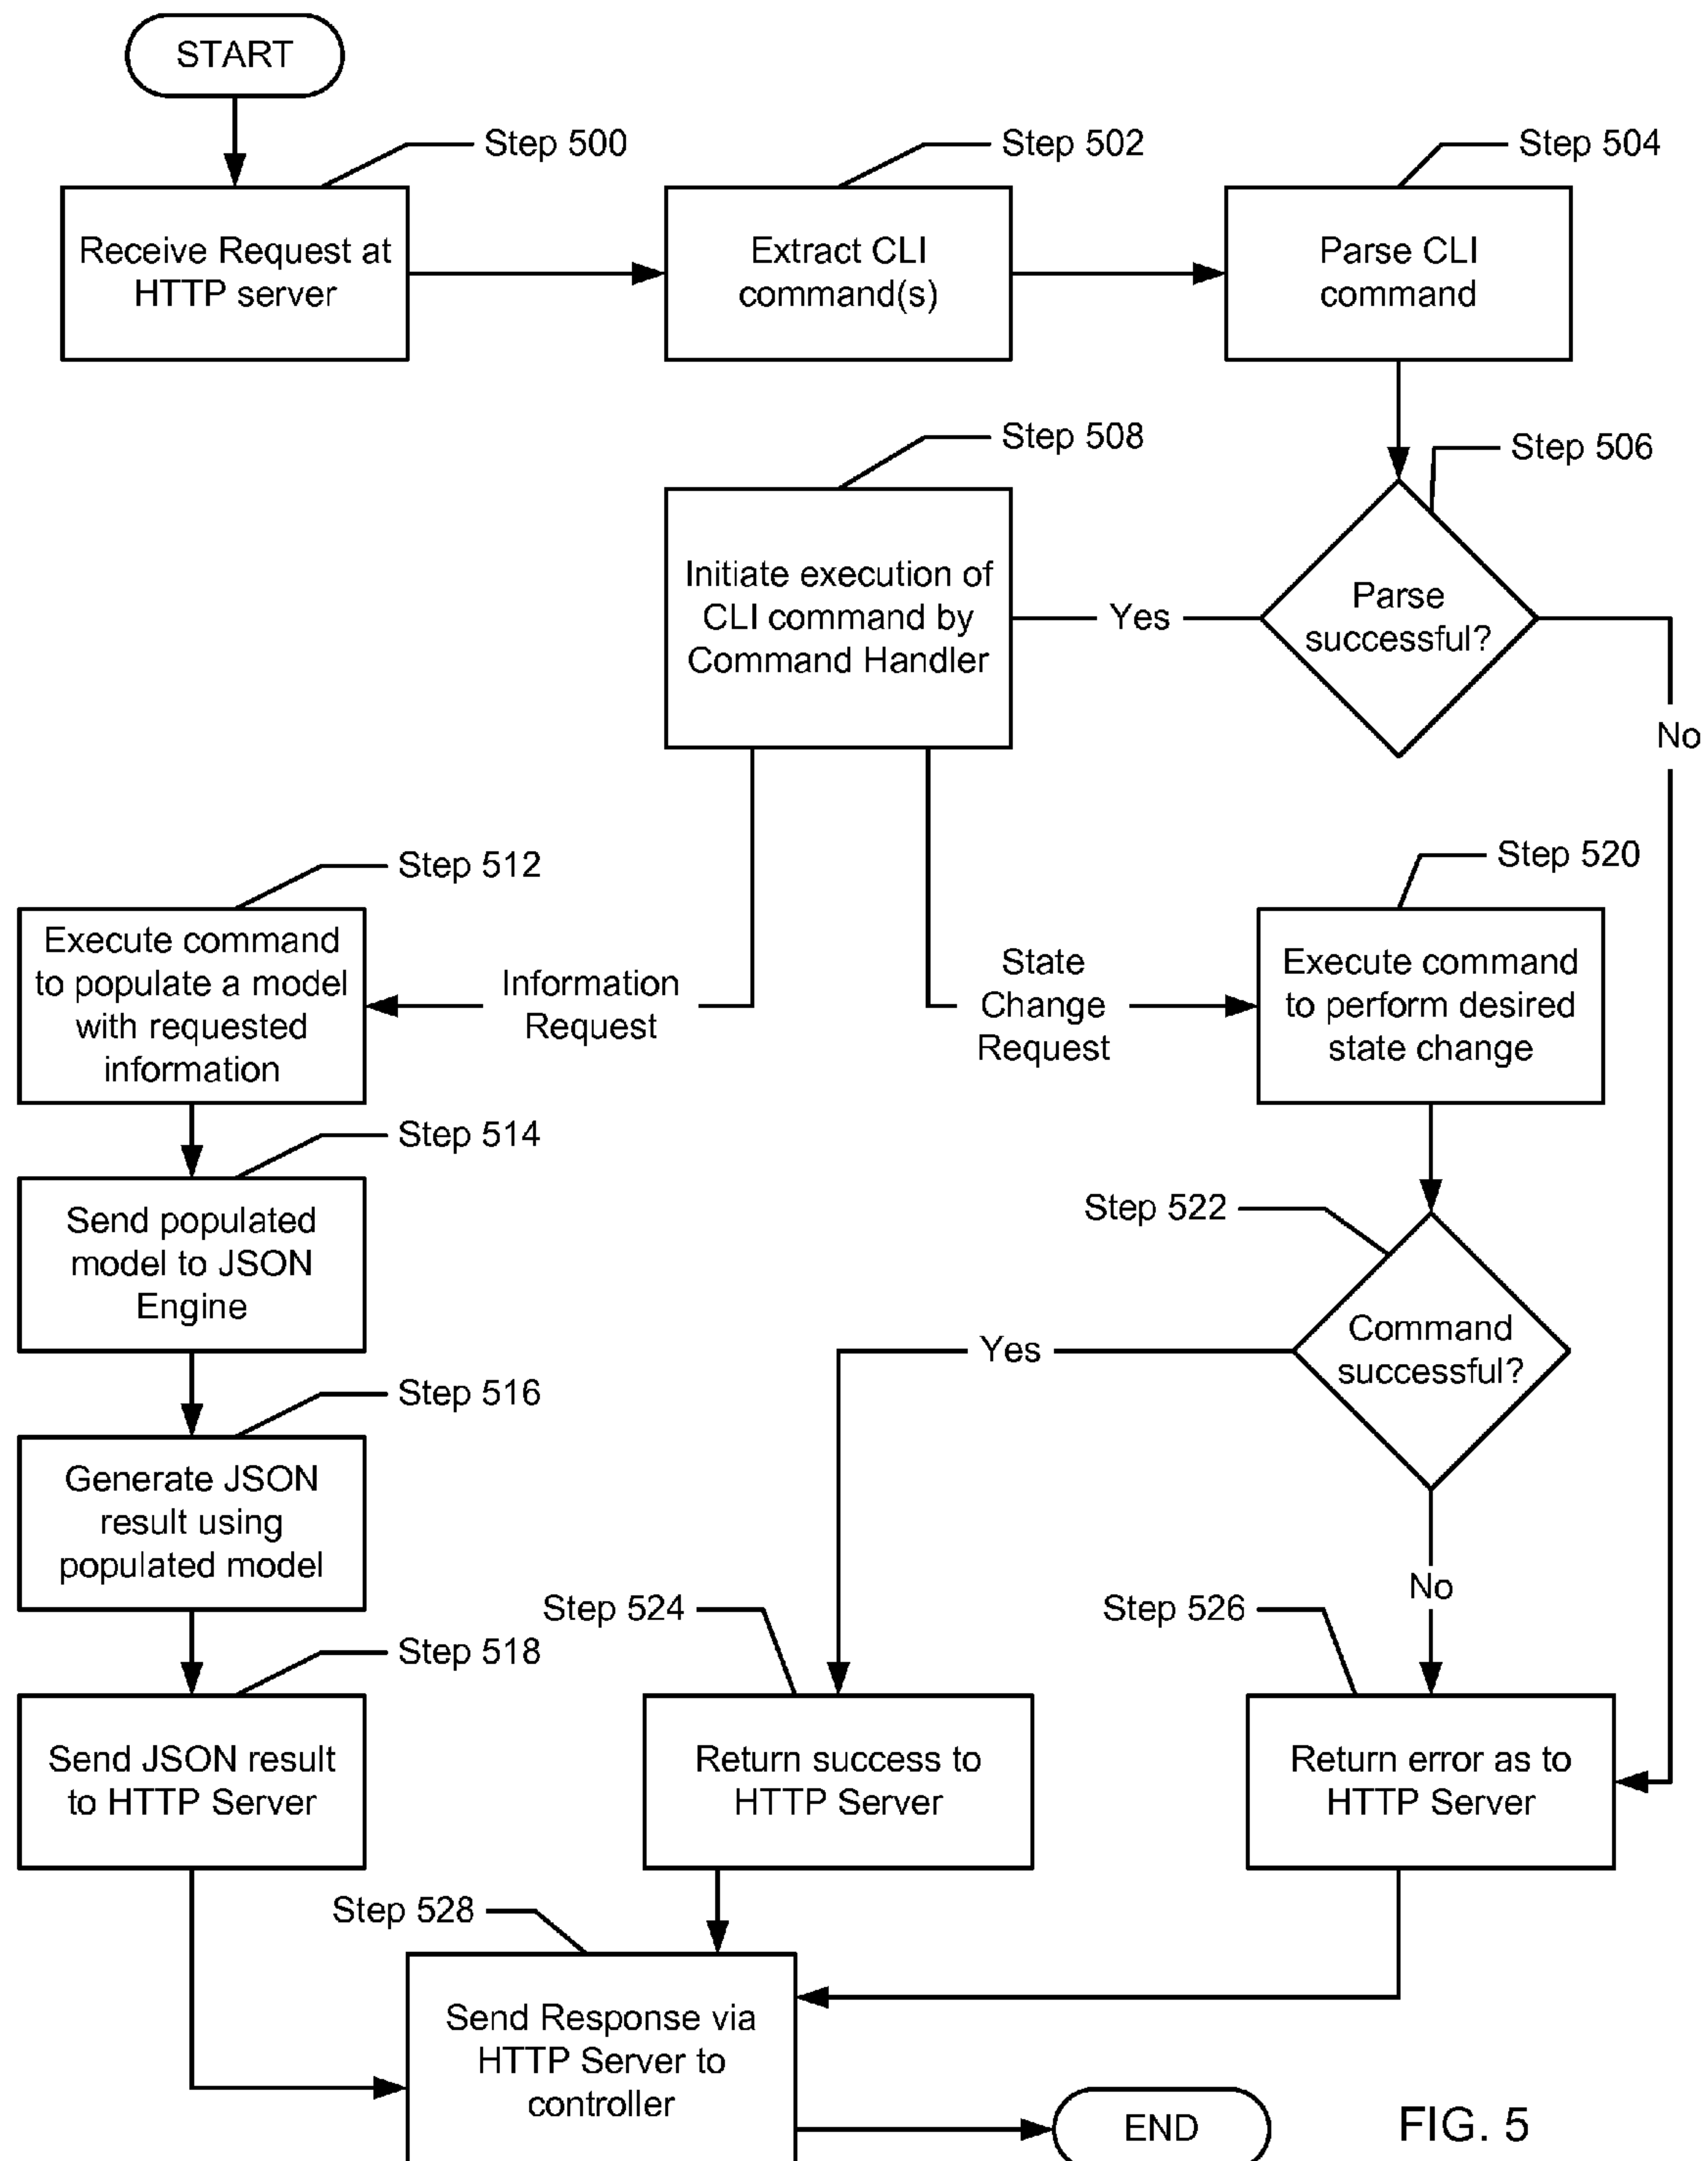 START
Step 500
Receive Request at
HTTP server
Step 502
Extract CLI
command(s)
Step 504
Parse CLI
command
Step 506
Parse
successful?
Yes
No
Step 508
Initiate execution of
CLI command by
Command Handler
Information
Request
State
Change
Request
Step 512
Execute command
to populate a model
with requested
information
Step 514
Send populated
model to JSON
Engine
Step 516
Generate JSON
result using
populated model
Step 518
Send JSON result
to HTTP Server
Step 520
Execute command
to perform desired
state change
Step 522
Command
successful?
Yes
No
Step 524
Return success to
HTTP Server
Step 526
Return error as to
HTTP Server
Step 528
Send Response via
HTTP Server to
controller
END
FIG. 5